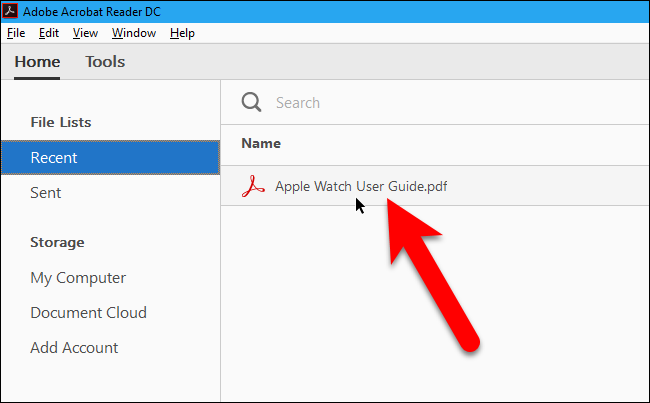 Adobe Acrobat Reader DC
File Edit View Window Help
Home Tools
File Lists
Recent
Sent
Storage
My Computer
Document Cloud
Add Account
Search
Name
Apple Watch User Guide.pdf